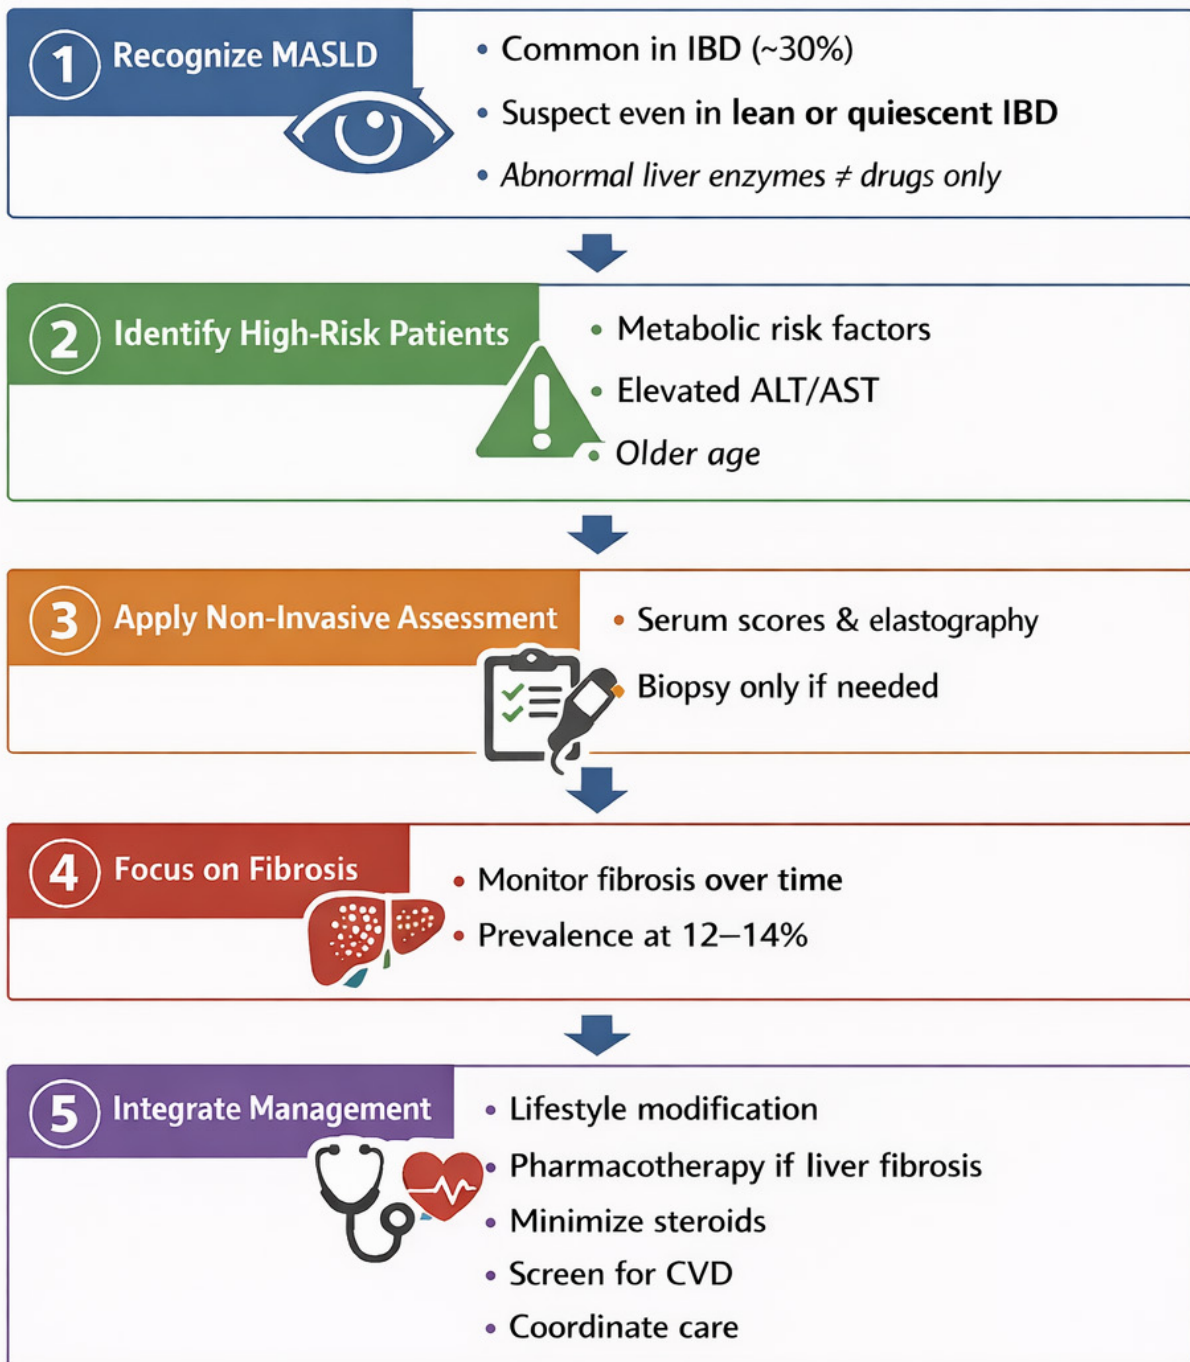 1 Recognize MASLD
• Common in IBD (~30%)
• Suspect even in lean or quiescent IBD
• Abnormal liver enzymes ≠ drugs only
2 Identify High-Risk Patients
• Metabolic risk factors
• Elevated ALT/AST
• Older age
3 Apply Non-Invasive Assessment
• Serum scores & elastography
Biopsy only if needed
4 Focus on Fibrosis
• Monitor fibrosis over time
• Prevalence at 12–14%
5 Integrate Management
• Lifestyle modification
• Pharmacotherapy if liver fibrosis
• Minimize steroids
• Screen for CVD
• Coordinate care